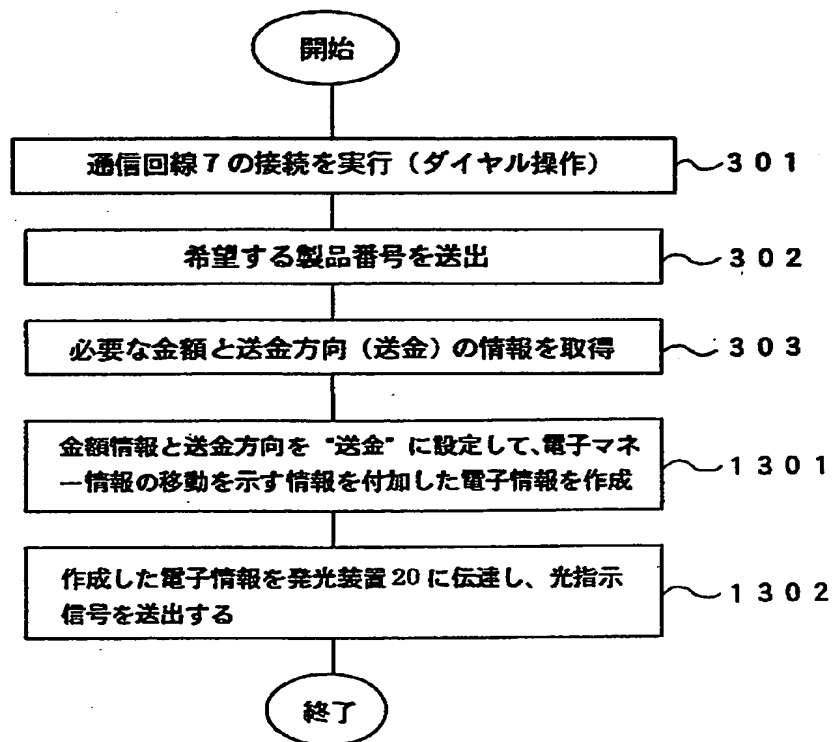 開始
通信回線7の接続を実行（ダイヤル操作） 301
希望する製品番号を送出 302
必要な金額と送金方向（送金）の情報を取得 303
金額情報と送金方向を“送金”に設定して、電子マネ
ー情報の移動を示す情報を付加した電子情報を作成 1301
作成した電子情報を発光装置20に伝達し、光指示
信号を送出する 1302
終了